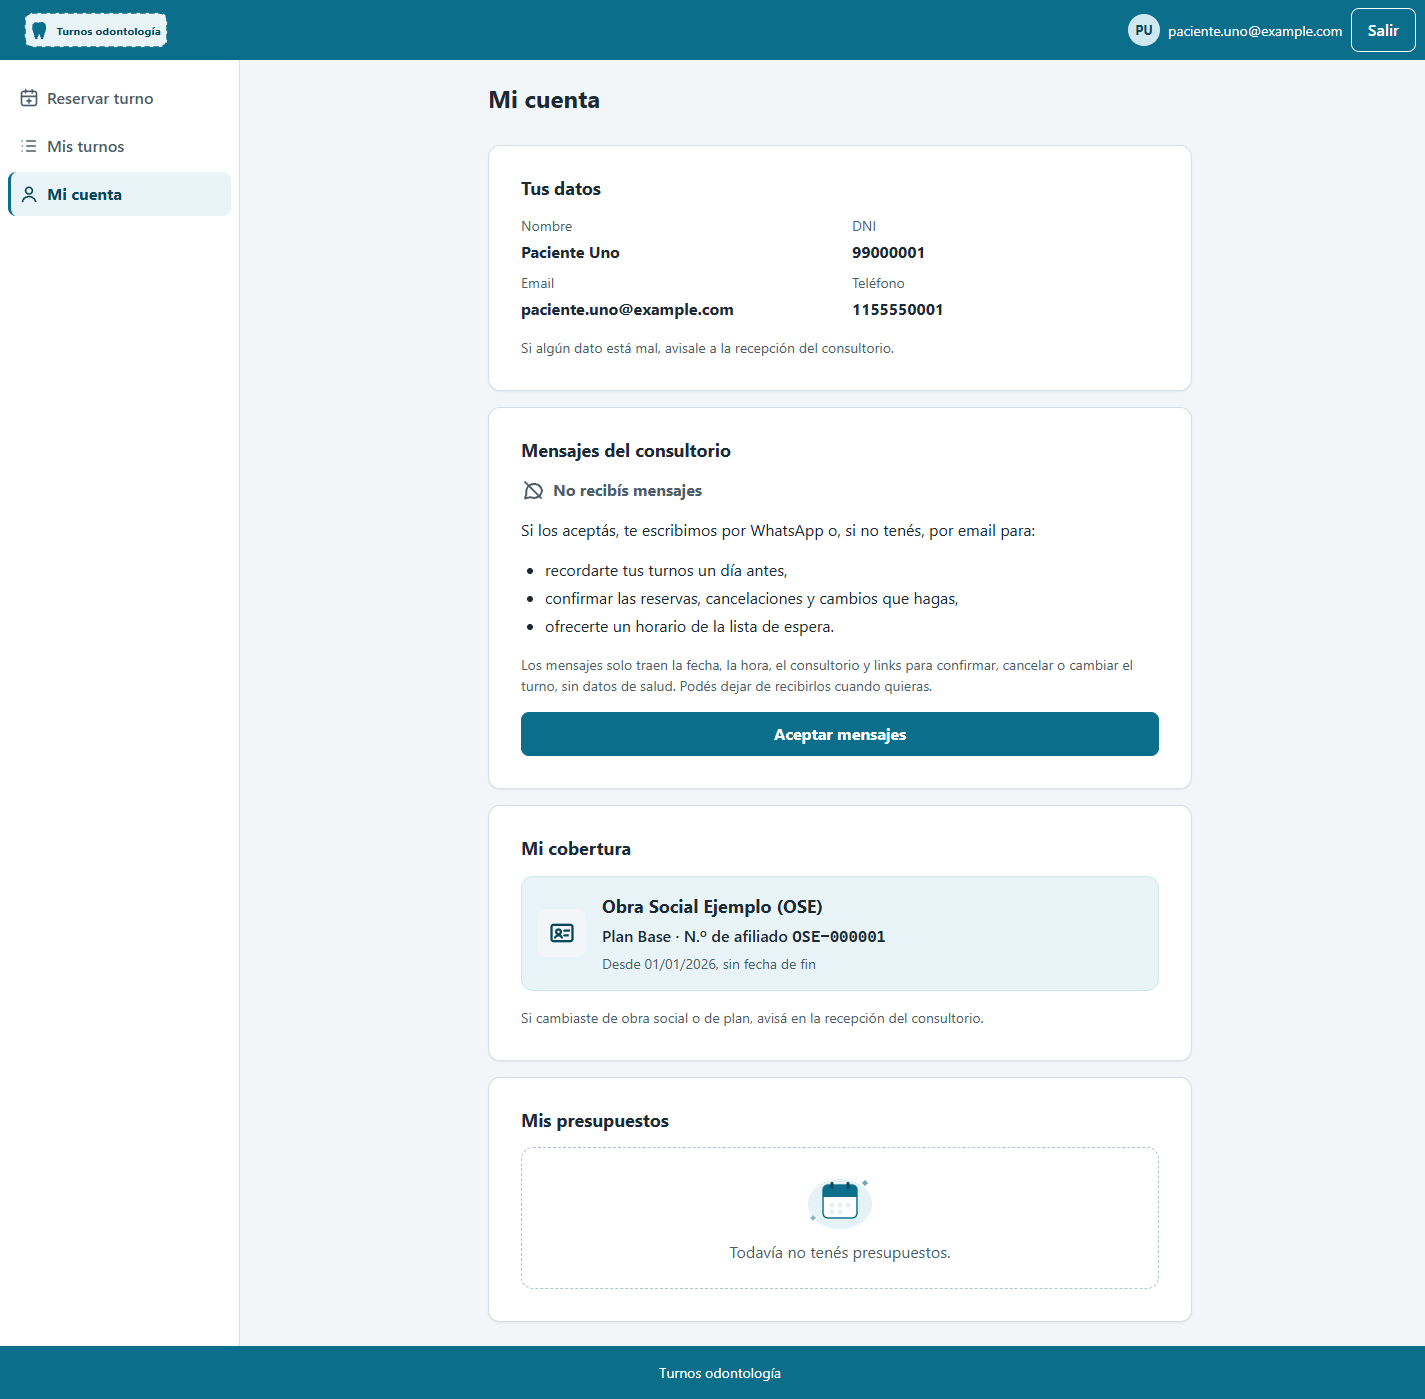 Turnos odontología
PU
paciente.uno@example.com
Salir
Reservar turno
Mis turnos
Mi cuenta
Mi cuenta
Tus datos
Nombre
Paciente Uno
DNI
99000001
Email
paciente.uno@example.com
Teléfono
1155550001
Si algún dato está mal, avisale a la recepción del consultorio.
Mensajes del consultorio
No recibís mensajes
Si los aceptás, te escribimos por WhatsApp o, si no tenés, por email para:
recordarte tus turnos un día antes,
confirmar las reservas, cancelaciones y cambios que hagas,
ofrecerte un horario de la lista de espera.
Los mensajes solo traen la fecha, la hora, el consultorio y links para confirmar, cancelar o cambiar el
turno, sin datos de salud. Podés dejar de recibirlos cuando quieras.
Aceptar mensajes
Mi cobertura
Obra Social Ejemplo (OSE)
Plan Base · N.º de afiliado OSE-000001
Desde 01/01/2026, sin fecha de fin
Si cambiaste de obra social o de plan, avisá en la recepción del consultorio.
Mis presupuestos
Todavía no tenés presupuestos.
Turnos odontología